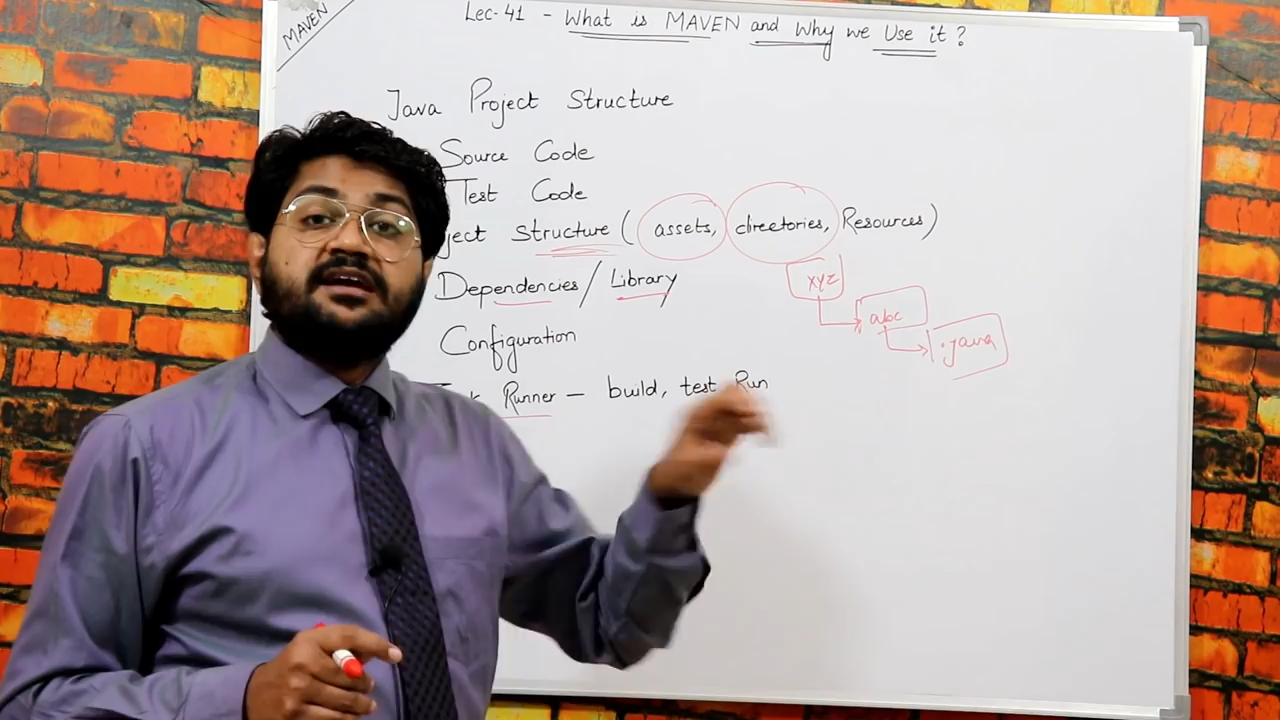 MAVEN
Lec-41 - What is MAVEN and Why we Use it ?
Java Project Structure
Source Code
Test Code
ject Structure ( assets, directories, Resources)
Dependencies / Library
xyz
abc
.java
Configuration
k Runner — build, test Run